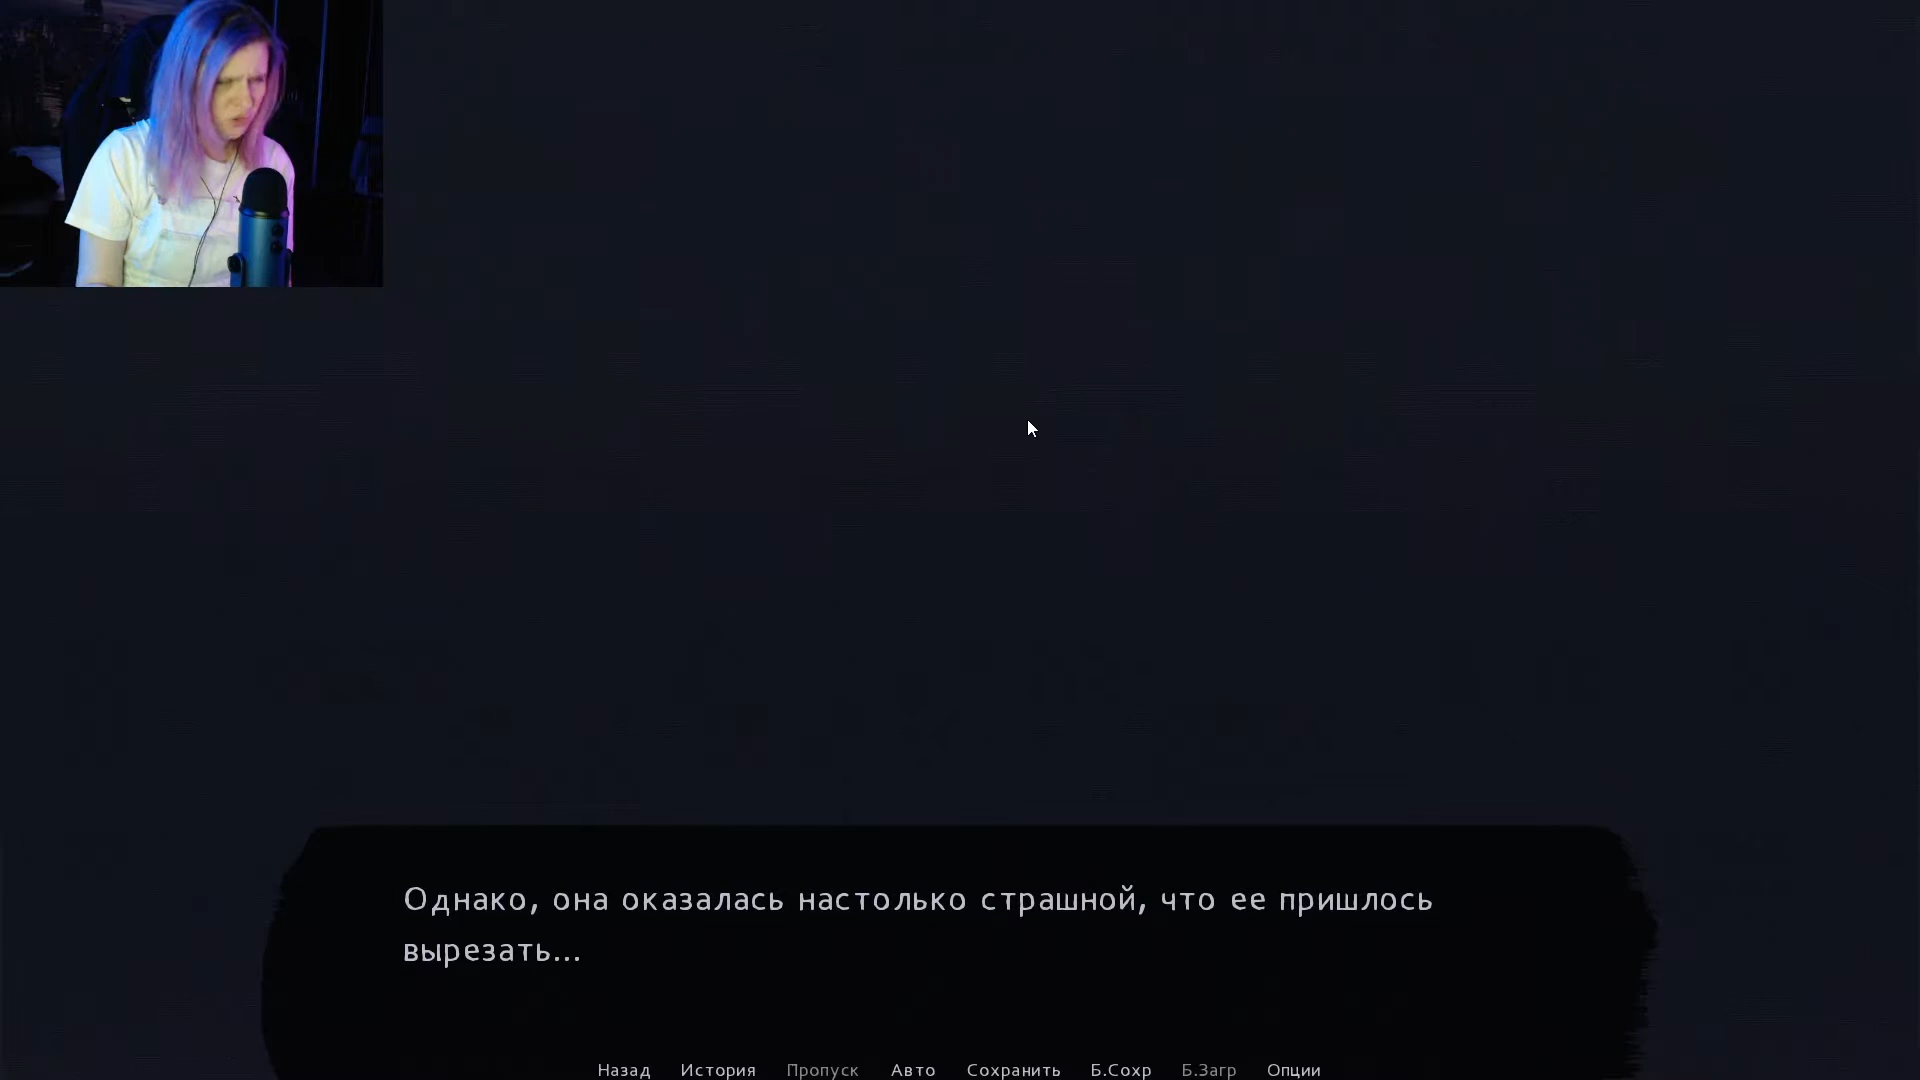 Однако, она оказалась настолько страшной, что ее пришлось
вырезать...
Назад История Пропуск Авто Сохранить Б.Сохр Б.Загр Опции